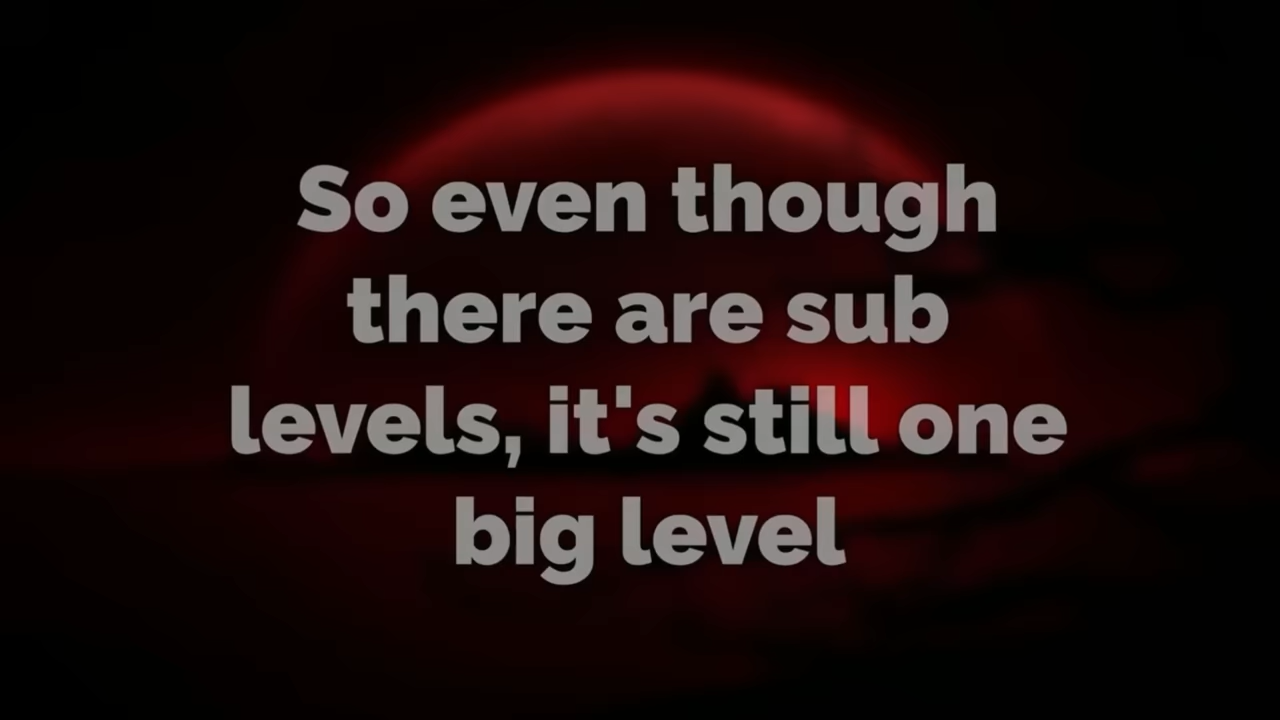 So even though
there are sub
levels, it's still one
big level